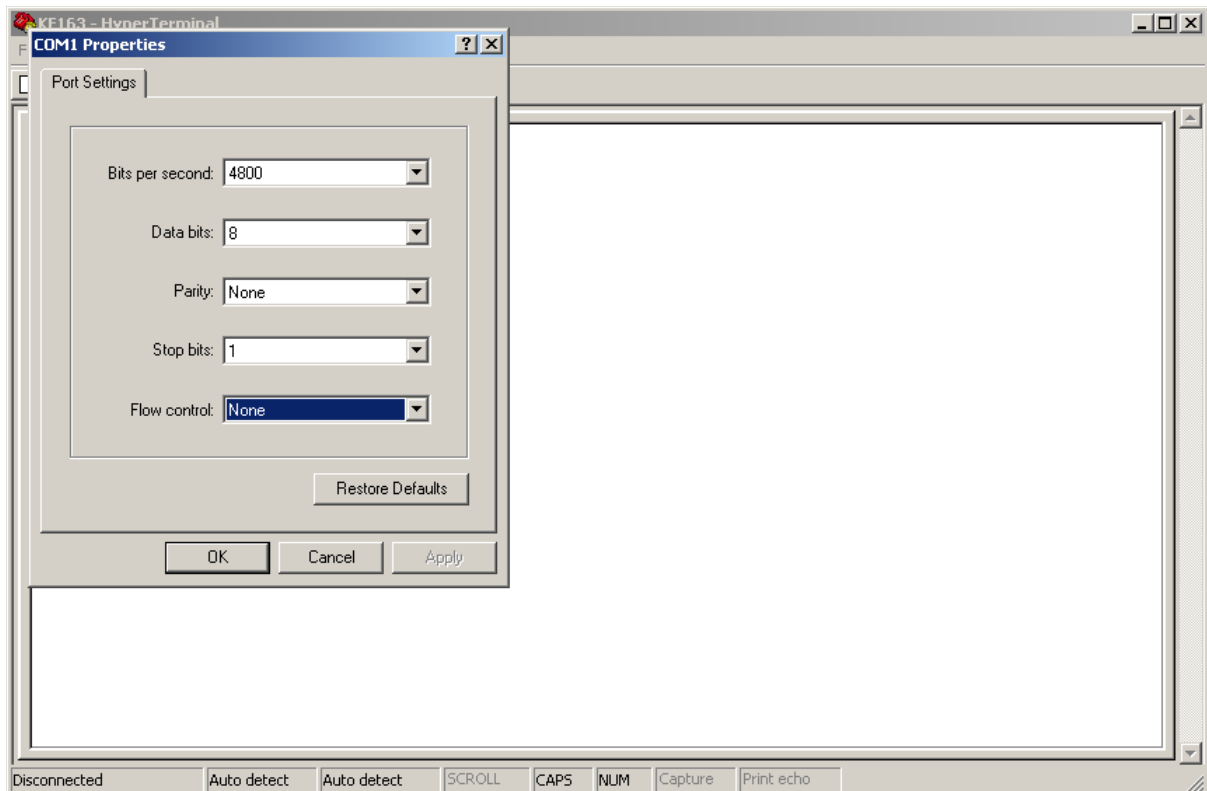 KE163 - HyperTerminal
F
COM1 Properties
Port Settings
Bits per second: 4800
Data bits: 8
Parity: None
Stop bits: 1
Flow control: None
Restore Defaults
OK Cancel Apply
Disconnected Auto detect Auto detect SCROLL CAPS NUM Capture Print echo